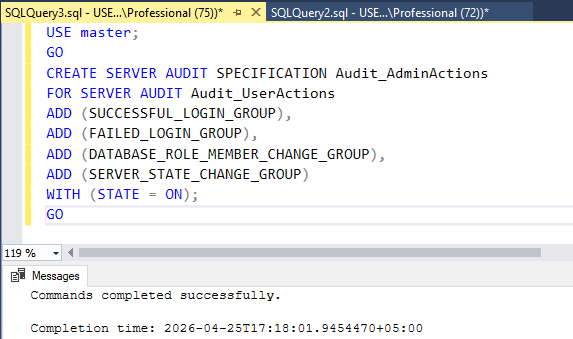 SQLQuery3.sql - USE...\Professional (75))* SQLQuery2.sql - USE...\Professional (72))*
USE master;
GO
CREATE SERVER AUDIT SPECIFICATION Audit_AdminActions
FOR SERVER AUDIT Audit_UserActions
ADD (SUCCESSFUL_LOGIN_GROUP),
ADD (FAILED_LOGIN_GROUP),
ADD (DATABASE_ROLE_MEMBER_CHANGE_GROUP),
ADD (SERVER_STATE_CHANGE_GROUP)
WITH (STATE = ON);
GO
119 %
Messages
Commands completed successfully.
Completion time: 2026-04-25T17:18:01.9454470+05:00